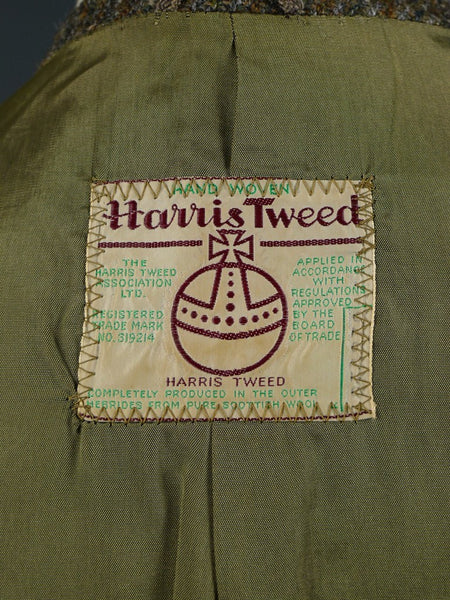 HAND WOVEN
Harris Tweed
THE
HARRIS TWEED
ASSOCIATION
LTD.
REGISTERED
TRADE MARK
NO. 319214
APPLIED IN
ACCORDANCE
WITH
REGULATIONS
APPROVED
BY THE
BOARD
OF TRADE
HARRIS TWEED
COMPLETELY PRODUCED IN THE OUTER
HEBRIDES FROM PURE SCOTTISH WOOL